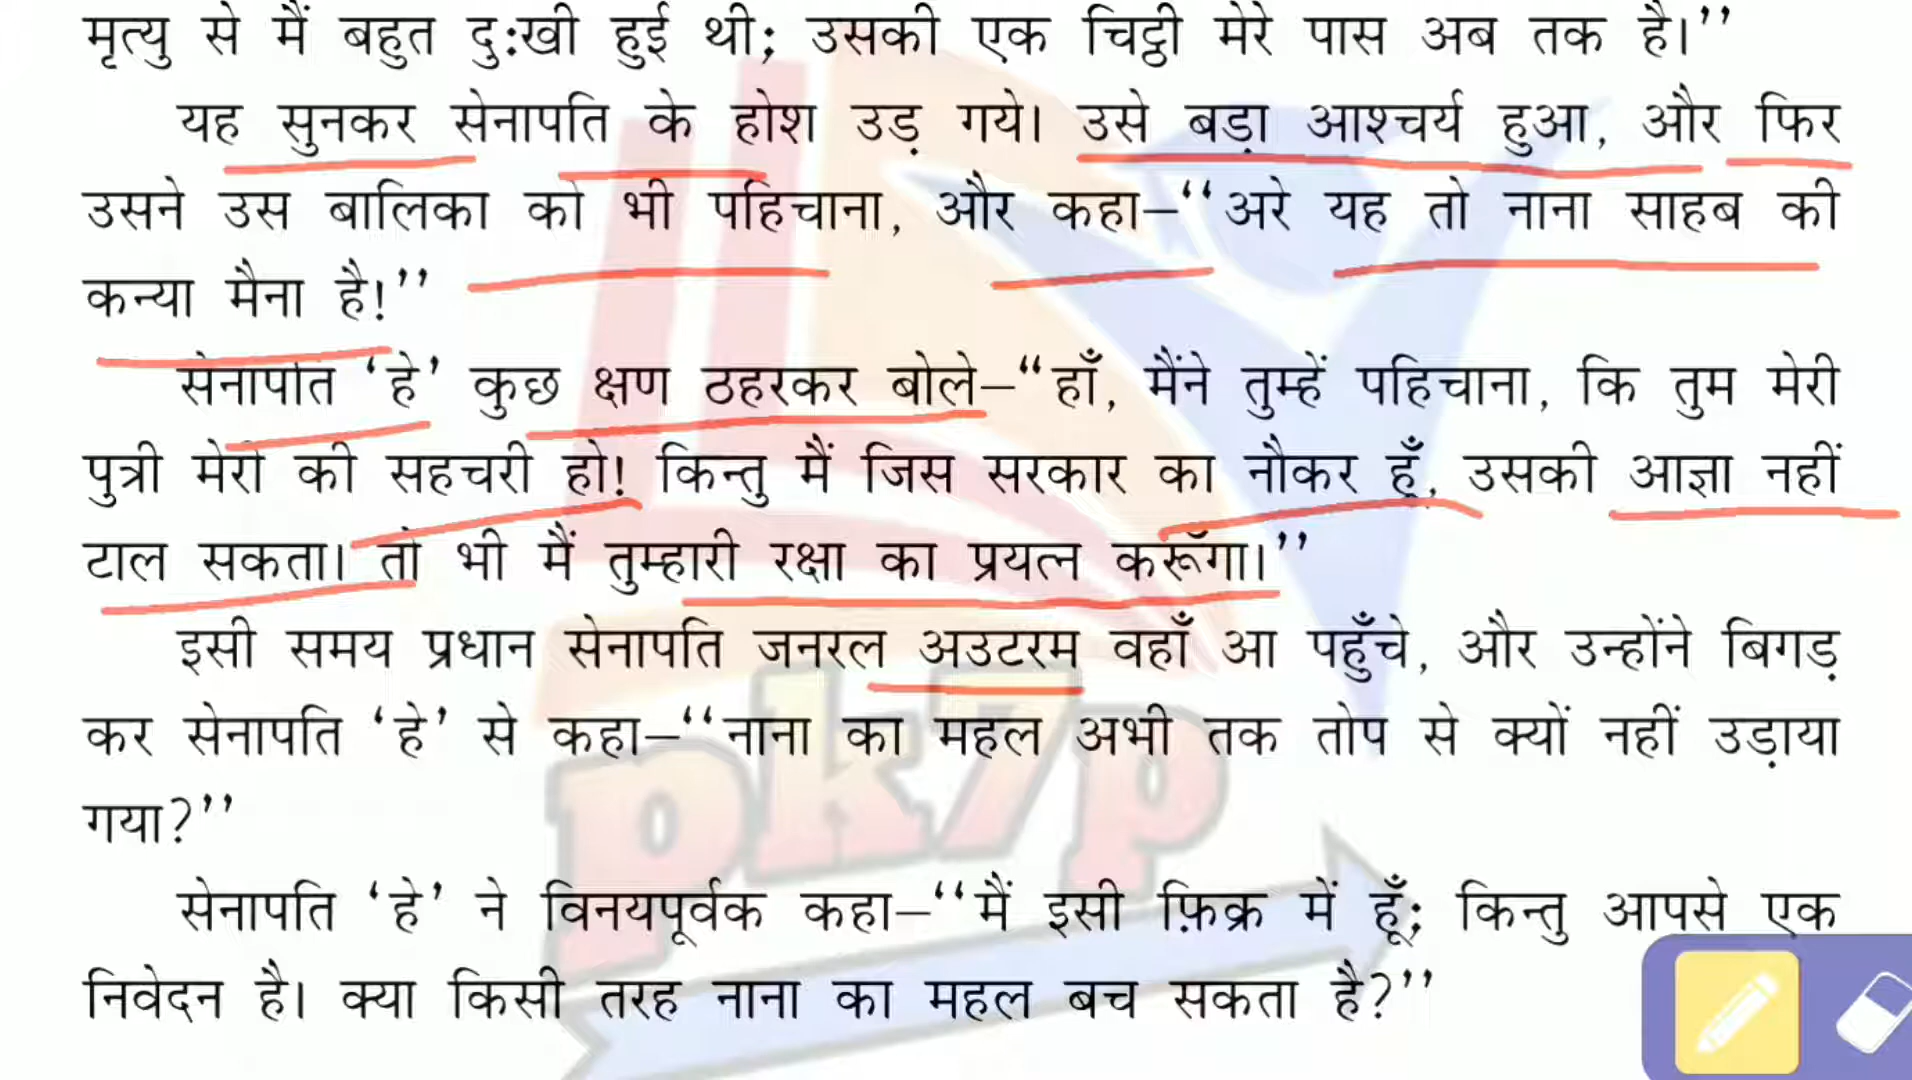 मृत्यु से मैं बहुत दु:खी हुई थी; उसकी एक चिट्ठी मेरे पास अब तक है।’’
यह सुनकर सेनापति के होश उड़ गये। उसे बड़ा आश्चर्य हुआ, और फिर
उसने उस बालिका को भी पहिचाना, और कहा–‘‘अरे यह तो नाना साहब की
कन्या मैना है!’’
सेनापति ‘हे’ कुछ क्षण ठहरकर बोले–‘‘हाँ, मैंने तुम्हें पहिचाना, कि तुम मेरी
पुत्री मेरी की सहचरी हो! किन्तु मैं जिस सरकार का नौकर हूँ, उसकी आज्ञा नहीं
टाल सकता। तो भी मैं तुम्हारी रक्षा का प्रयत्न करूँगा।’’
इसी समय प्रधान सेनापति जनरल अउटरम वहाँ आ पहुँचे, और उन्होंने बिगड़
कर सेनापति ‘हे’ से कहा–‘‘नाना का महल अभी तक तोप से क्यों नहीं उड़ाया
गया?’’
सेनापति ‘हे’ ने विनयपूर्वक कहा–‘‘मैं इसी फ़िक्र में हूँ; किन्तु आपसे एक
निवेदन है। क्या किसी तरह नाना का महल बच सकता है?’’
pk7p